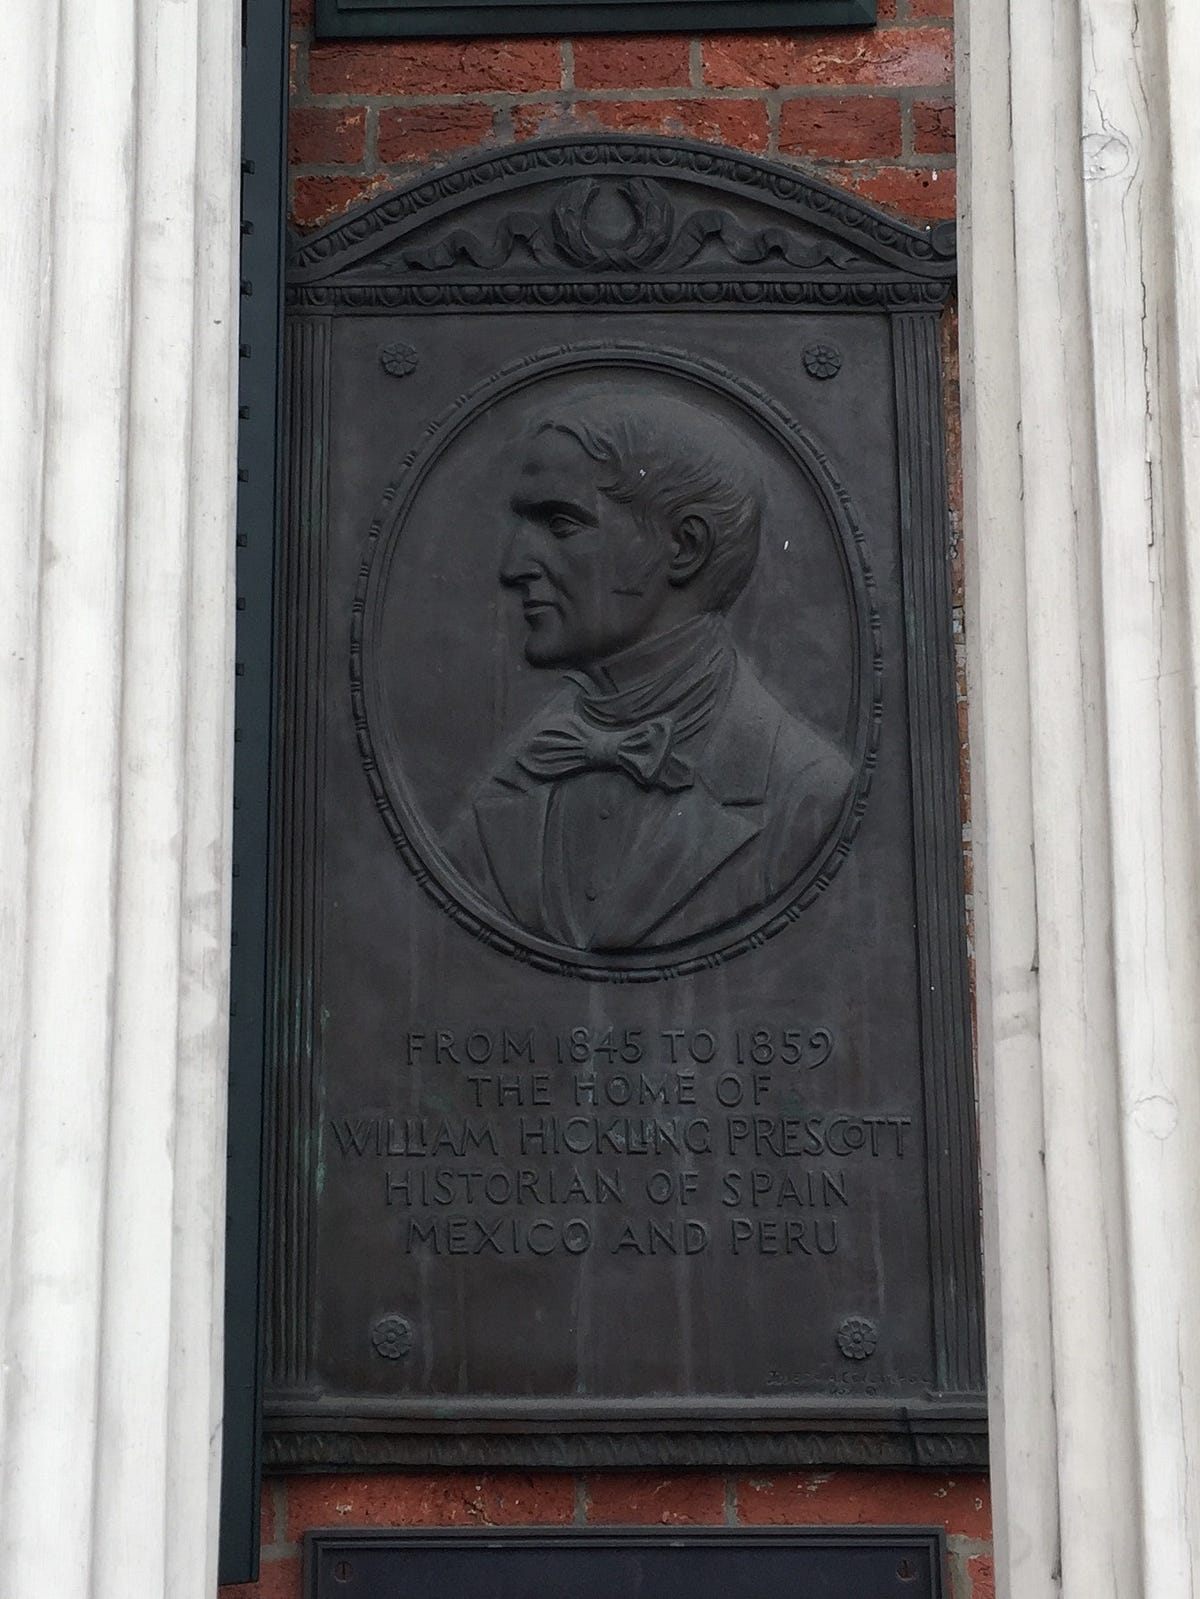 FROM 1845 TO 1859
THE HOME OF
WILLIAM HICKLING PRESCOTT
HISTORIAN OF SPAIN
MEXICO AND PERU